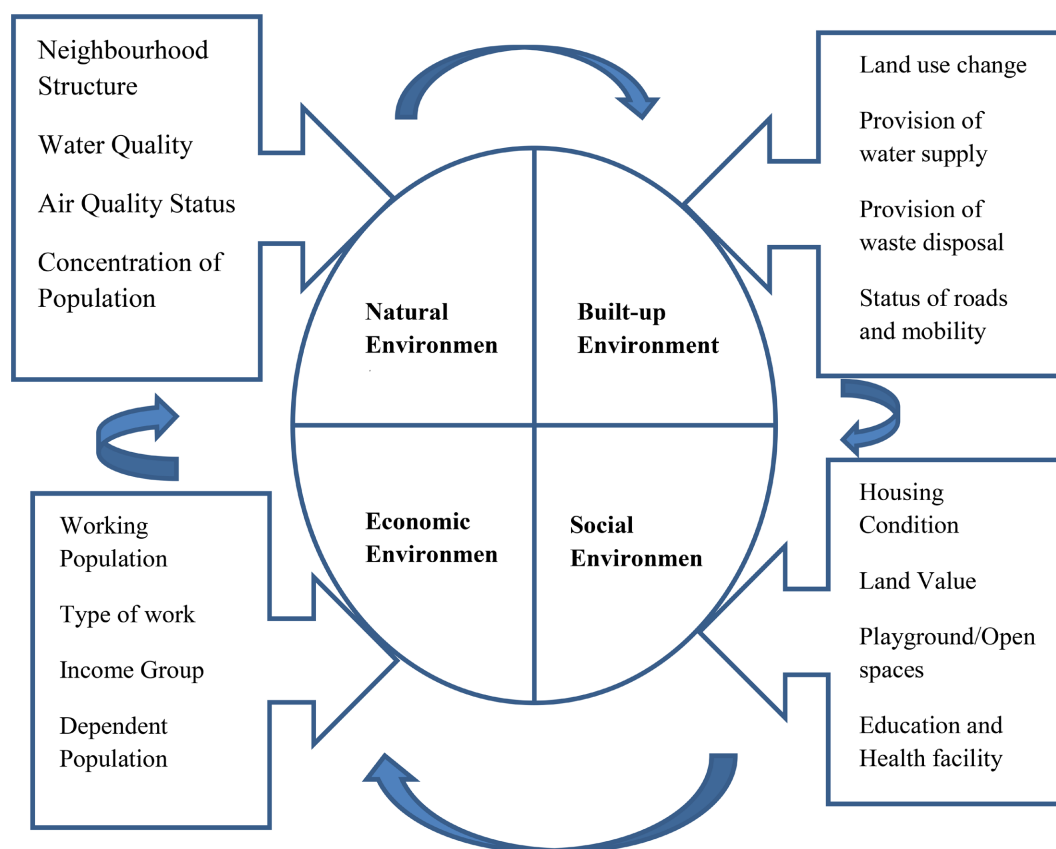 Neighbourhood
Structure
Water Quality
Air Quality Status
Concentration of
Population
Land use change
Provision of
water supply
Provision of
waste disposal
Status of roads
and mobility
Natural
Environmen
Built-up
Environment
Economic
Environmen
Social
Environmen
Working
Population
Type of work
Income Group
Dependent
Population
Housing
Condition
Land Value
Playground/Open
spaces
Education and
Health facility